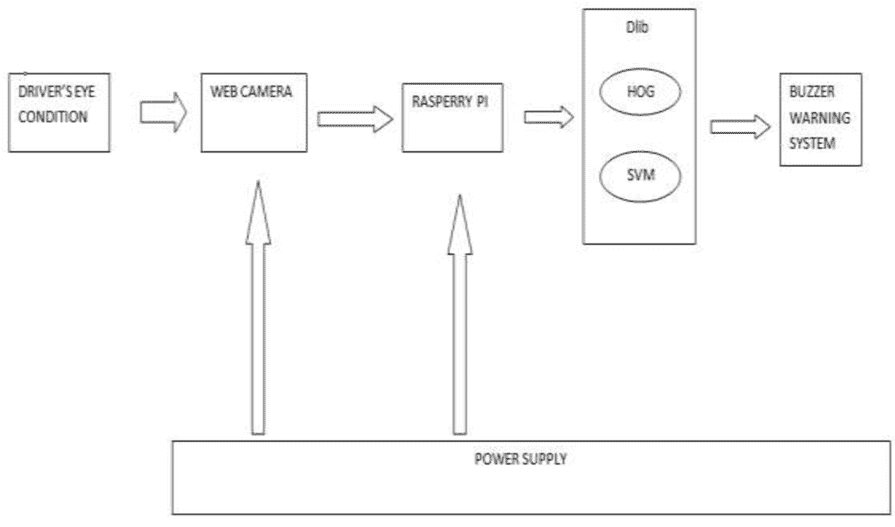 Dlib
DRIVER'S EYE
CONDITION
WEB CAMERA
RASPERRY PI
HOG
SVM
BUZZER
WARNING
SYSTEM
POWER SUPPLY